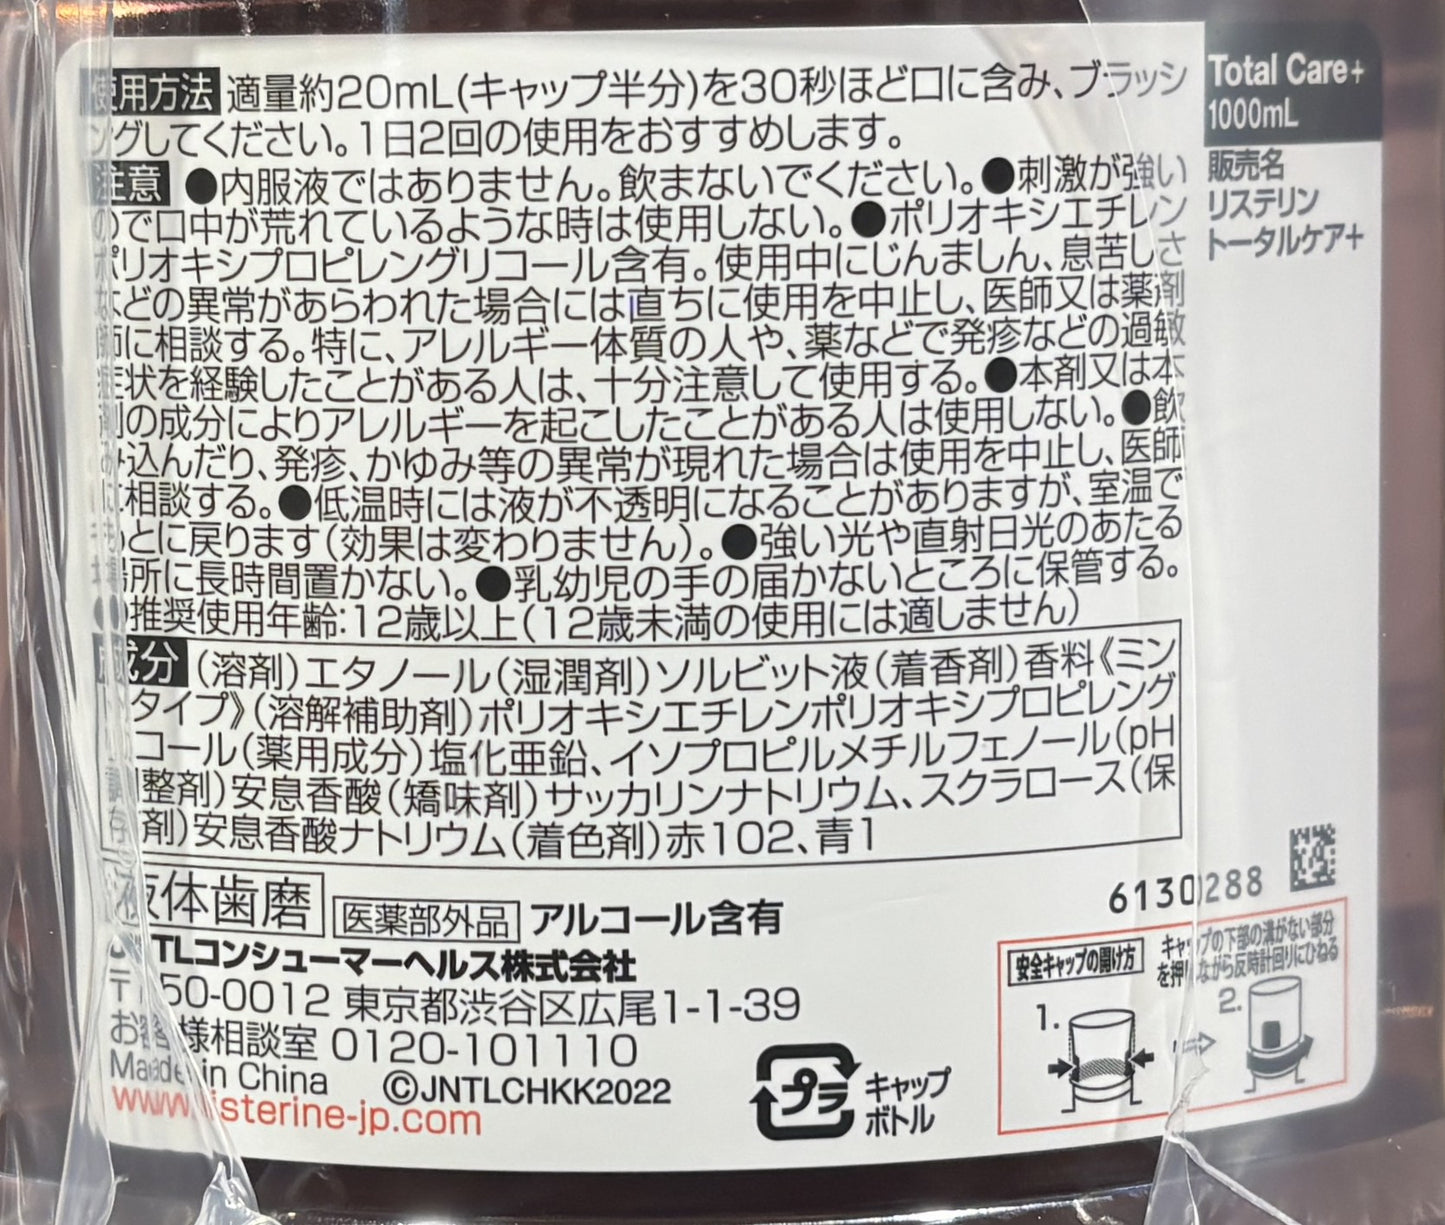 使用方法 適量約20mL(キャップ半分)を30秒ほど口に含み、ブラッシ
ングしてください。1日2回の使用をおすすめします。
注意 ●内服液ではありません。飲まないでください。●刺激が強い
ので口中が荒れているような時は使用しない。●ポリオキシエチレン
ポリオキシプロピレングリコール含有。使用中にじんましん、息苦しさ
などの異常があらわれた場合には直ちに使用を中止し、医師又は薬剤
師に相談する。特に、アレルギー体質の人や、薬などで発疹などの過敏
症状を経験したことがある人は、十分注意して使用する。●本剤又は本
剤の成分によりアレルギーを起こしたことがある人は使用しない。●飲
み込んだり、発疹、かゆみ等の異常が現れた場合は使用を中止し、医師
に相談する。●低温時には液が不透明になることがありますが、室温で
もとに戻ります(効果は変わりません)。●強い光や直射日光のあたる
場所に長時間置かない。●乳幼児の手の届かないところに保管する。
●推奨使用年齢:12歳以上(12歳未満の使用には適しません)
成分 (溶剤)エタノール(湿潤剤)ソルビット液(着香剤)香料《ミン
タイプ》(溶解補助剤)ポリオキシエチレンポリオキシプロピレング
コール(薬用成分)塩化亜鉛、イソプロピルメチルフェノール(pH
調整剤)安息香酸(矯味剤)サッカリンナトリウム、スクラロース(保
存剤)安息香酸ナトリウム(着色剤)赤102、青1
液体歯磨 医薬部外品 アルコール含有
TLコンシューマーヘルス株式会社
〒150-0012 東京都渋谷区広尾1-1-39
お客様相談室 0120-101110
Made in China ©JNTLCHKK2022
www.listerine-jp.com
プラ
キャップ
ボトル
Total Care+
1000mL
販売名
リステリン
トータルケア+
6130288
安全キャップの開け方
キャップの下部の溝がない部分
を押しながら反時計回りにひねる
1.
2.